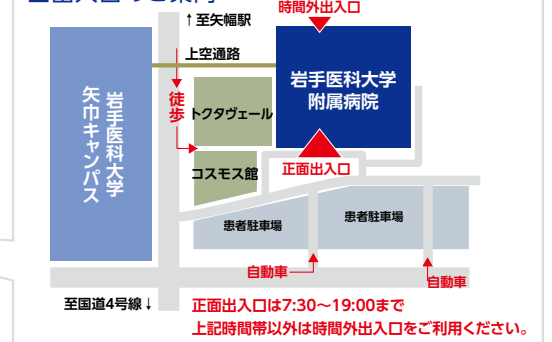 正面入口のご案内
時間外出入口
↑至矢幅駅
上空通路
岩手医科大学
附属病院
徒歩
トクタヴェール
岩手医科大学
矢巾キャンパス
コスモス館
正面出入口
患者駐車場
患者駐車場
自動車
自動車
至国道4号線↓
正面出入口は7:30〜19:00まで
上記時間帯以外は時間外出入口をご利用ください。